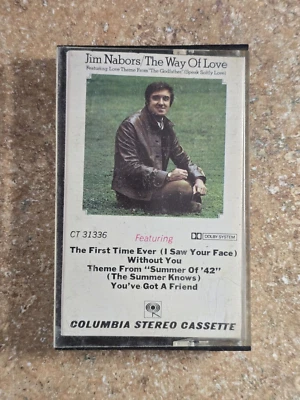 Jim Nabors/The Way Of Love
Featuring Love Theme From "The Godfather" (Speak Softly Love)
CT 31336
Featuring
DOLBY SYSTEM
The First Time Ever (I Saw Your Face)
Without You
Theme From "Summer Of '42"
(The Summer Knows)
You've Got A Friend
COLUMBIA STEREO CASSETTE